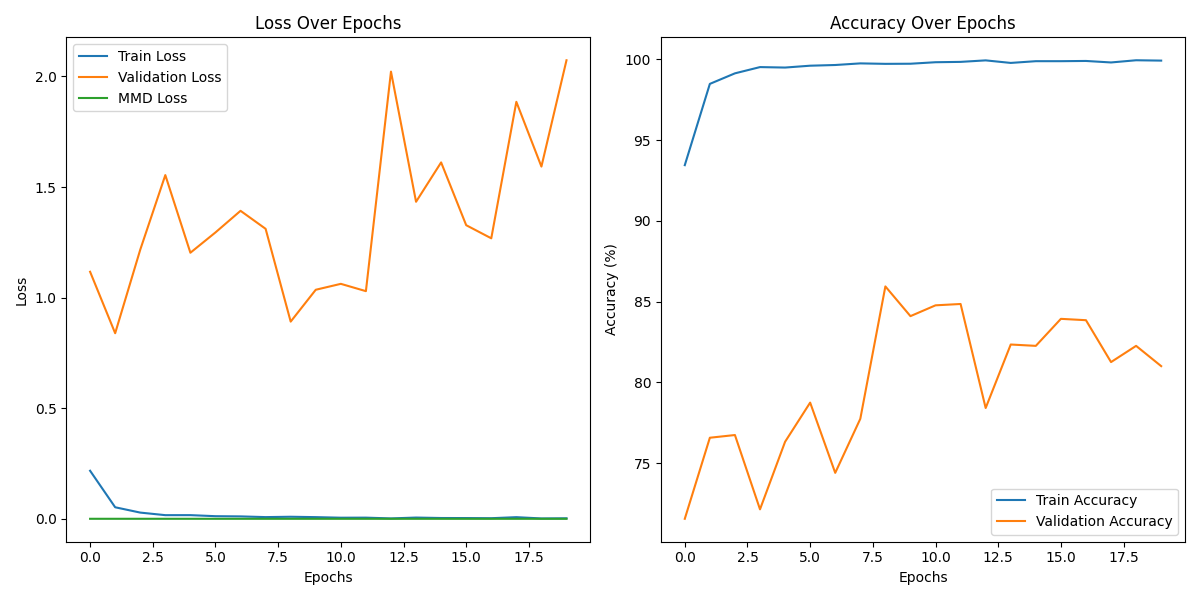 Loss Over Epochs
Train Loss
Validation Loss
MMD Loss
2.0
1.5
1.0
0.5
0.0
Loss
0.0 2.5 5.0 7.5 10.0 12.5 15.0 17.5
Epochs
Accuracy Over Epochs
100
95
90
85
80
75
Accuracy (%)
Train Accuracy
Validation Accuracy
0.0 2.5 5.0 7.5 10.0 12.5 15.0 17.5
Epochs